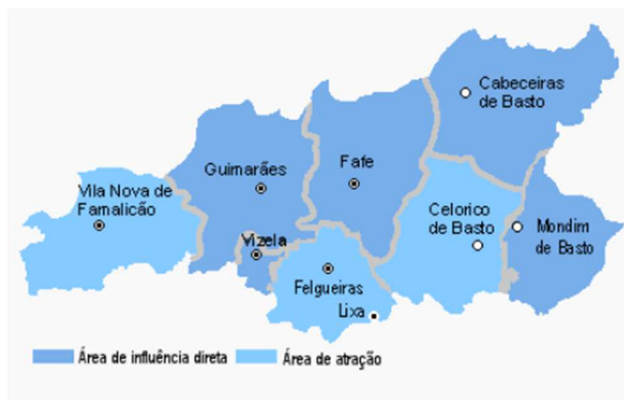 Cabeceiras
de Basto
Guimarães
Fafe
Vila Nova de
Famalicão
Celorico
de Basto
Mondim
de Basto
Vizela
Felgueiras
Lixa
Área de influência direta
Área de atração